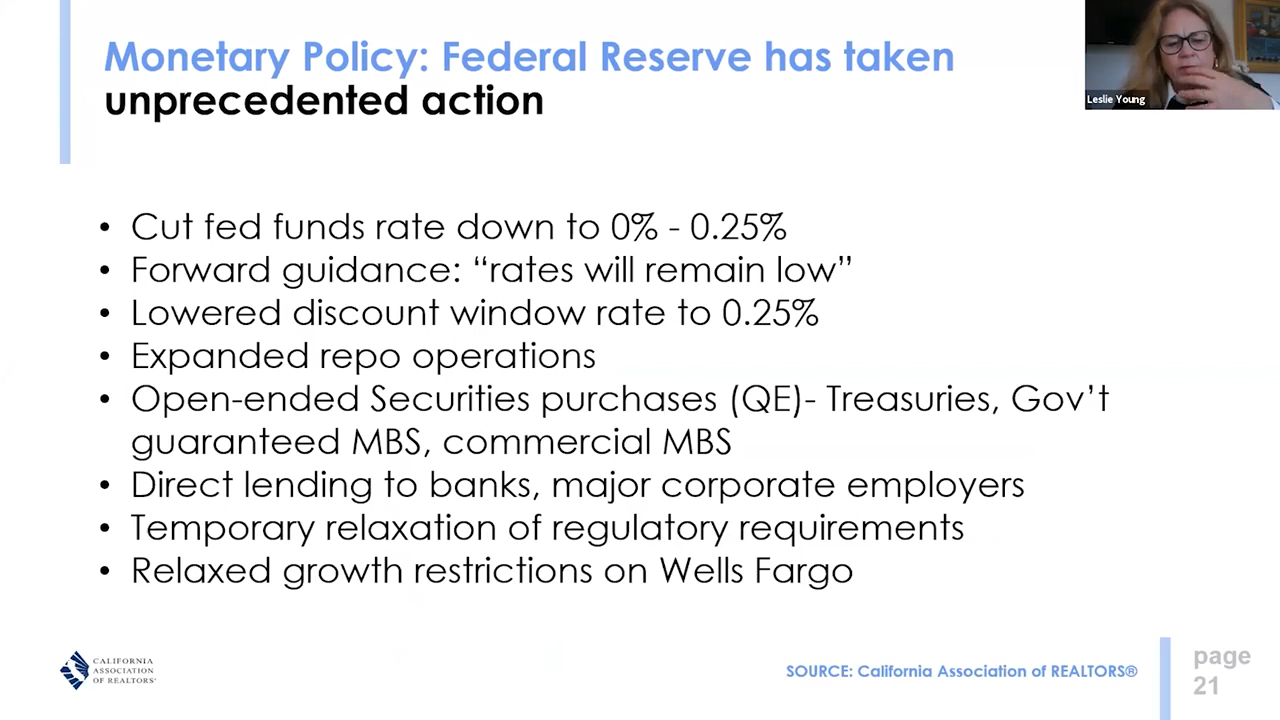 Monetary Policy: Federal Reserve has taken
unprecedented action
Leslie Young
• Cut fed funds rate down to 0% - 0.25%
• Forward guidance: “rates will remain low”
• Lowered discount window rate to 0.25%
• Expanded repo operations
• Open-ended Securities purchases (QE)- Treasuries, Gov’t
guaranteed MBS, commercial MBS
• Direct lending to banks, major corporate employers
• Temporary relaxation of regulatory requirements
• Relaxed growth restrictions on Wells Fargo
CALIFORNIA
ASSOCIATION
OF REALTORS®
SOURCE: California Association of REALTORS®
page
21